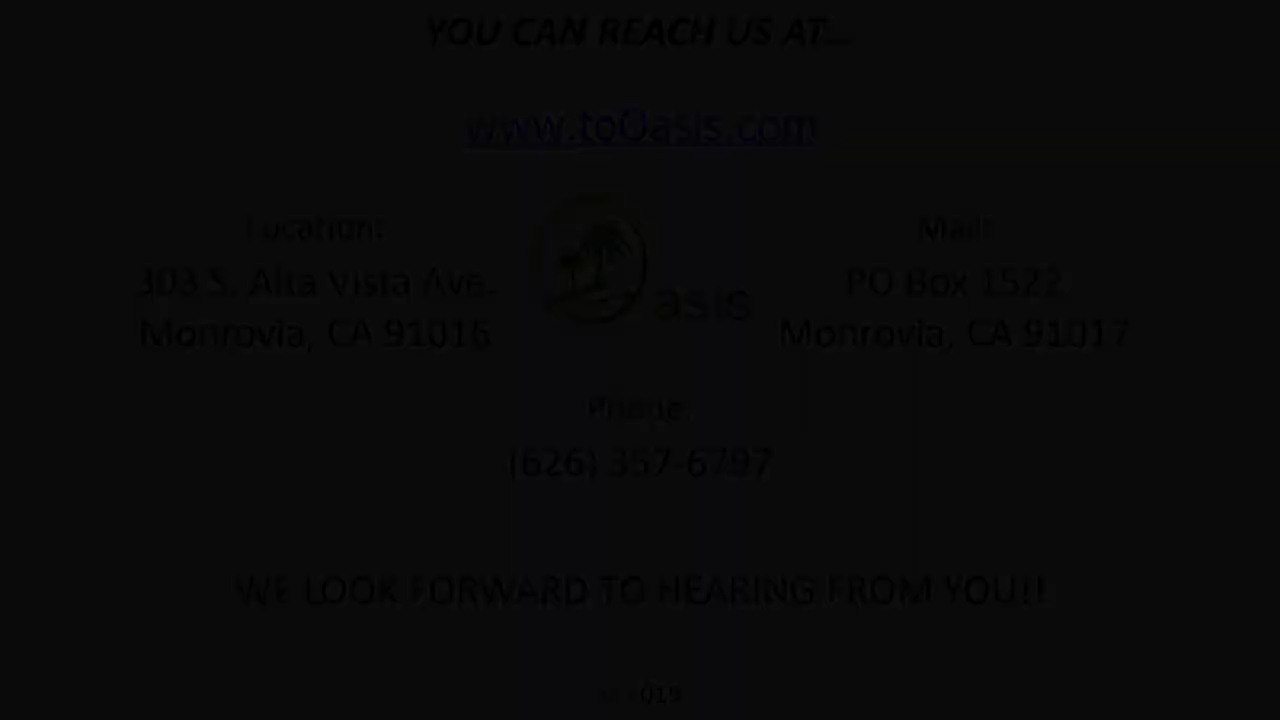 YOU CAN REACH US AT...
www.toOasis.com
Location:
303 S. Alta Vista Ave.
Monrovia, CA 91016
asis
Mail:
PO Box 1522
Monrovia, CA 91017
Phone:
(626) 357-6797
WE LOOK FORWARD TO HEARING FROM YOU!!